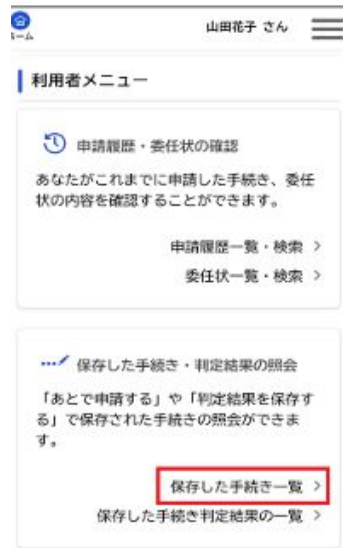 ホーム
山田花子 さん
利用者メニュー
申請履歴・委任状の確認
あなたがこれまでに申請した手続き、委任
状の内容を確認することができます。
申請履歴一覧・検索 >
委任状一覧・検索 >
保存した手続き・判定結果の照会
「あとで申請する」や「判定結果を保存す
る」で保存された手続きの照会ができま
す。
保存した手続き一覧 >
保存した手続き判定結果の一覧 >